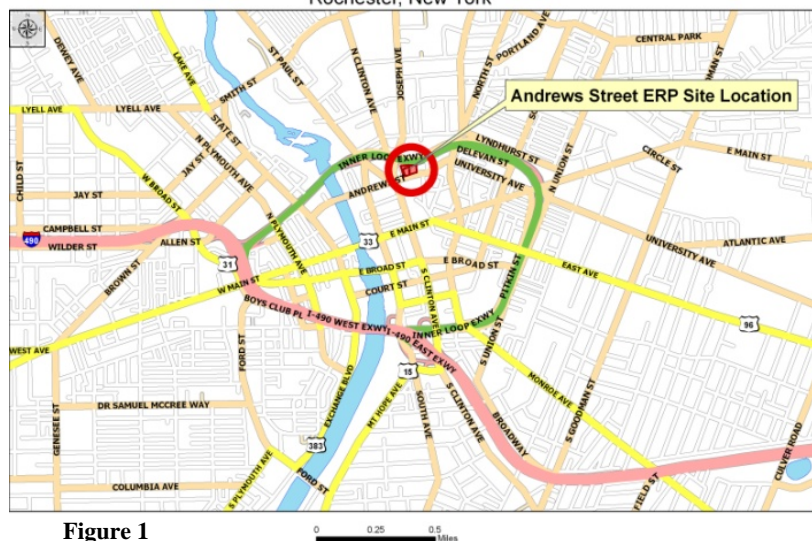 Rochester, New York
DEWEY AVE
LAKE AVE
ST PAUL ST
N CLINTON AVE
JOSEPH AVE
NORTH ST
PORTLAND AVE
CENTRAL PARK
SMITH ST
Andrews Street ERP Site Location
LYELL AVE
LYELL AVE
STATE ST
INNER LOOP EXWY
LYNDHURST ST
DELEVAN ST
UNIVERSITY AVE
N UNION ST
CIRCLE ST
E MAIN ST
CHILD ST
JAY ST
JAY ST
N PLYMOUTH AVE
W BROAD ST
ANDREWS ST
CAMPBELL ST
490
WILDER ST
ALLEN ST
N PLYMOUTH AVE
33
E MAIN ST
UNIVERSITY AVE
ATLANTIC AVE
BROWN ST
31
W MAIN ST
E BROAD ST
E BROAD ST
COURT ST
S CLINTON AVE
PITKIN ST
EAST AVE
96
BOYS CLUB PL
I-490 WEST EXWY
I-490 EAST EXWY
INNER LOOP EXWY
S UNION ST
WEST AVE
FORD ST
15
MONROE AVE
GENESEE ST
DR SAMUEL MCCREE WAY
EXCHANGE BLVD
MT HOPE AVE
SOUTH AVE
S CLINTON AVE
BROADWAY
S GOODMAN ST
CULVER ROAD
383
FORD ST
S PLYMOUTH AVE
COLUMBIA AVE
FIELD ST
Figure 1
0 0.25 0.5
Miles